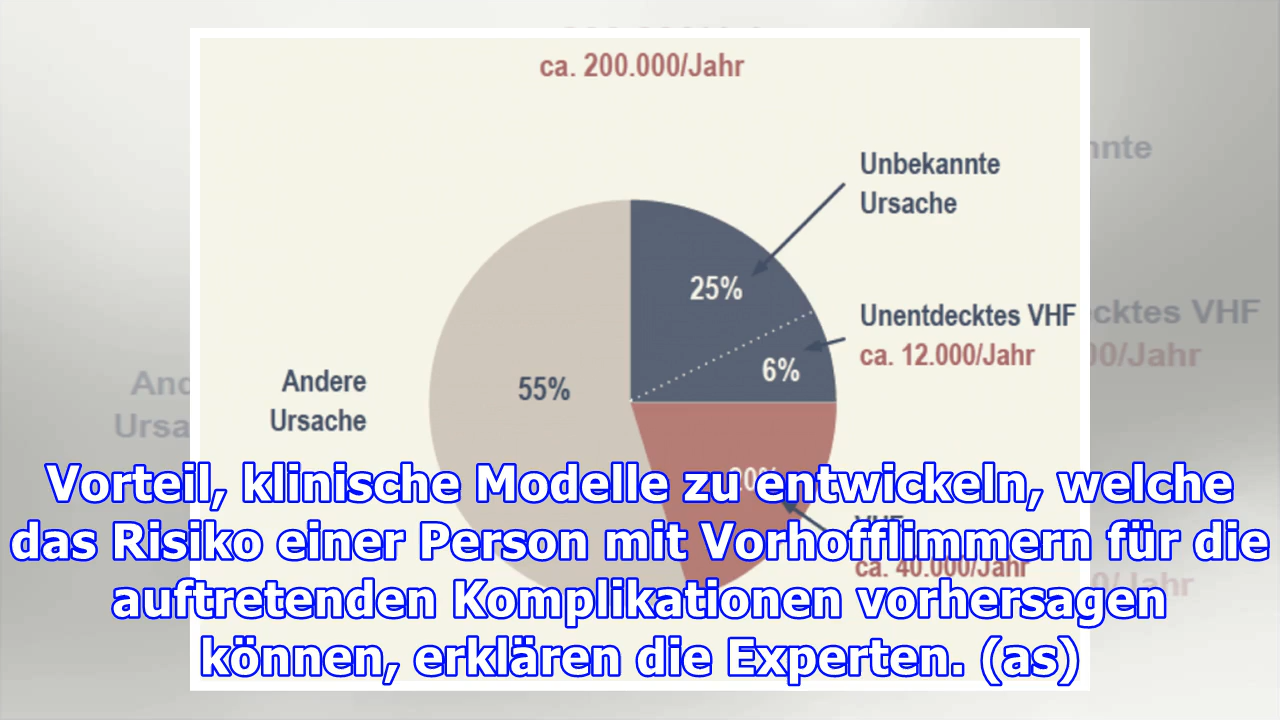 ca. 200.000/Jahr
Unbekannte
Ursache
25%
Unentdecktes VHF
ca. 12.000/Jahr
6%
Andere
Ursache
55%
VHF
ca. 40.000/Jahr
Vorteil, klinische Modelle zu entwickeln, welche
das Risiko einer Person mit Vorhofflimmern für die
auftretenden Komplikationen vorhersagen
können, erklären die Experten. (as)